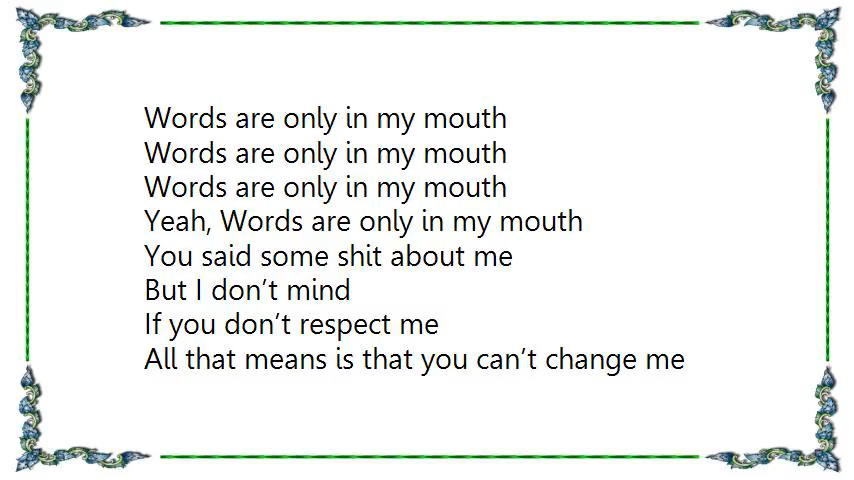 Words are only in my mouth
Words are only in my mouth
Words are only in my mouth
Yeah, Words are only in my mouth
You said some shit about me
But I don’t mind
If you don’t respect me
All that means is that you can’t change me